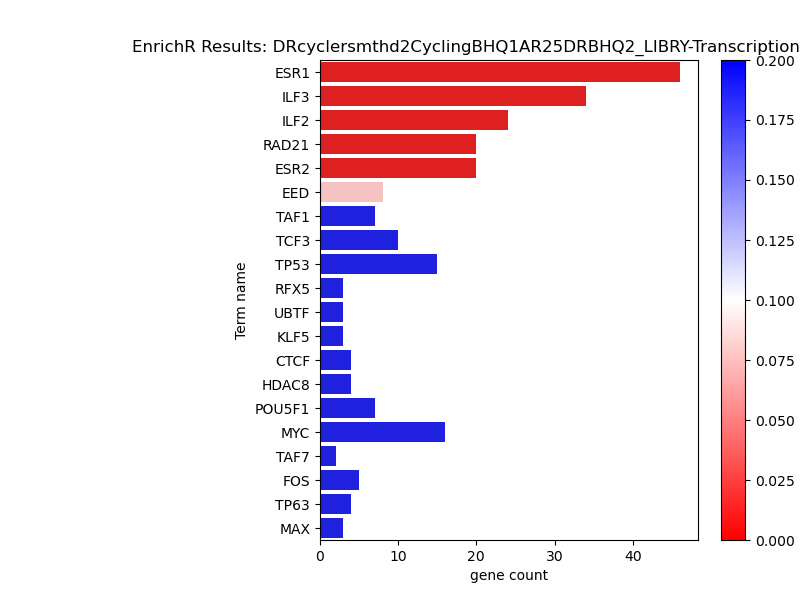 EnrichR Results: DRcyclersmthd2CyclingBHQ1AR25DRBHQ2_LIBRY-Transcription
ESR1
ILF3
ILF2
RAD21
ESR2
EED
TAF1
TCF3
TP53
RFX5
UBTF
KLF5
CTCF
HDAC8
POU5F1
MYC
TAF7
FOS
TP63
MAX
Term name
0 10 20 30 40
gene count
0.200
0.175
0.150
0.125
0.100
0.075
0.050
0.025
0.000